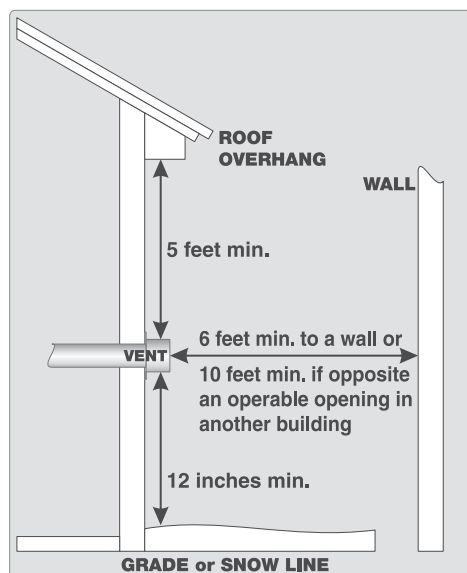 ROOF
OVERHANG
WALL
5 feet min.
VENT
6 feet min. to a wall or
10 feet min. if opposite
an operable opening in
another building
12 inches min.
GRADE or SNOW LINE